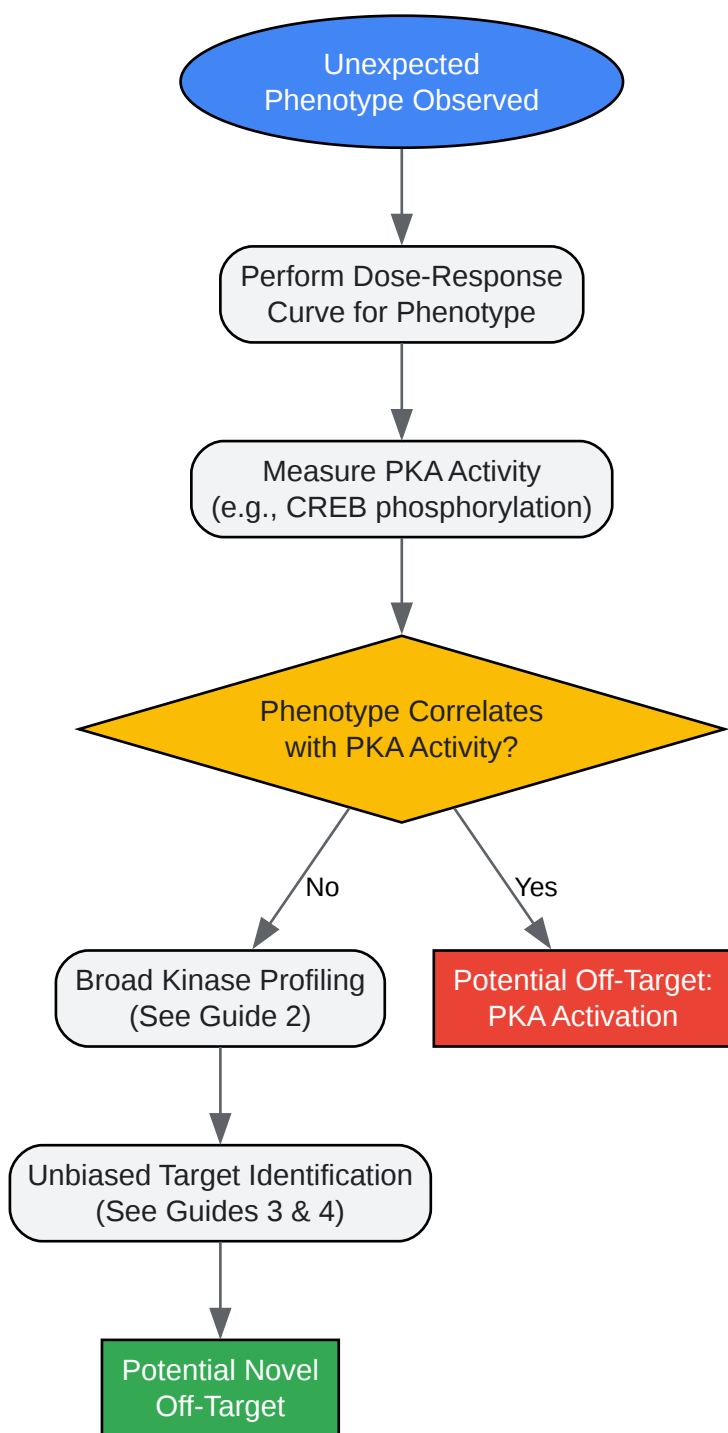 Unexpected
Phenotype Observed
Perform Dose-Response
Curve for Phenotype
Measure PKA Activity
(e.g., CREB phosphorylation)
Phenotype Correlates
with PKA Activity?
No
Yes
Broad Kinase Profiling
(See Guide 2)
Potential Off-Target:
PKA Activation
Unbiased Target Identification
(See Guides 3 & 4)
Potential Novel
Off-Target